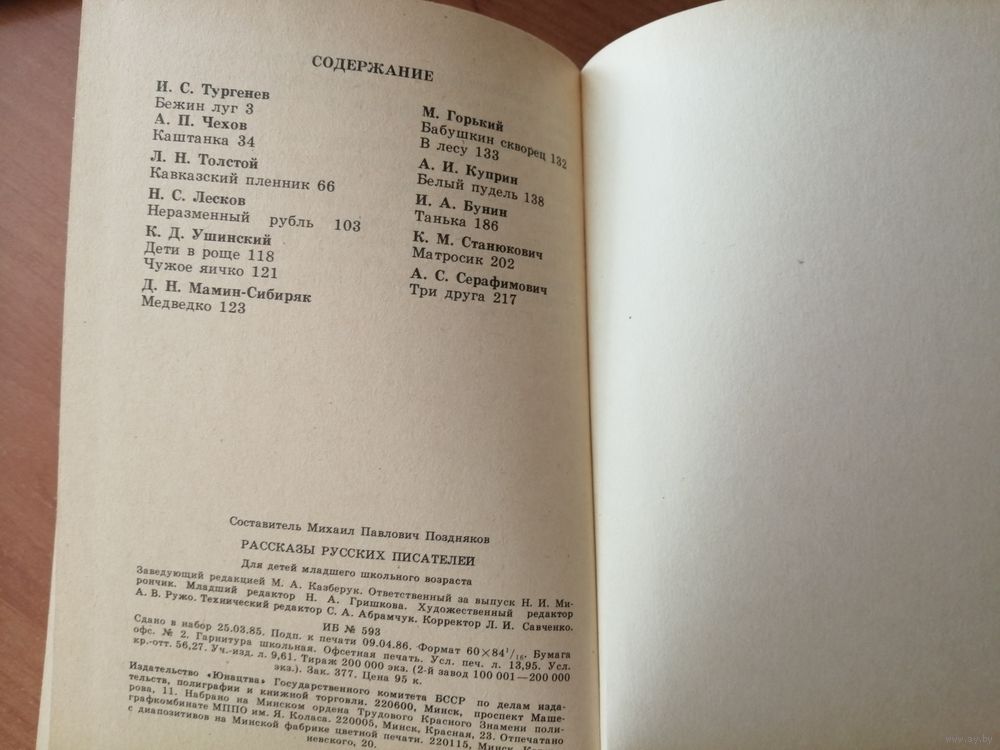 СОДЕРЖАНИЕ
И. С. Тургенев
Бежин луг 3
А. П. Чехов
Каштанка 34
Л. Н. Толстой
Кавказский пленник 66
Н. С. Лесков
Неразменный рубль 103
К. Д. Ушинский
Дети в роще 118
Чужое яичко 121
Д. Н. Мамин-Сибиряк
Медведко 123
М. Горький
Бабушкин скворец 132
В лесу 133
А. И. Куприн
Белый пудель 138
И. А. Бунин
Танька 186
К. М. Станюкович
Матросик 202
А. С. Серафимович
Три друга 217
Составитель Михаил Павлович Поздняков
РАССКАЗЫ РУССКИХ ПИСАТЕЛЕЙ
Для детей младшего школьного возраста
Заведующий редакцией М. А. Казберук. Ответственный за выпуск Н. И. Ми-
рончик. Младший редактор Н. А. Гришкова. Художественный редактор
А. В. Ружо. Технический редактор С. А. Абрамчук. Корректор Л. И. Савченко.
ИБ № 593
Сдано в набор 25.03.85. Подп. к печати 09.04.86. Формат 60×84¹/₁₆. Бумага
офс. № 2. Гарнитура школьная. Офсетная печать. Усл. печ. л. 13,95. Усл.
кр.-отт. 56,27. Уч.-изд. л. 9,61. Тираж 200 000 экз. (2-й завод 100 001—200 000
экз.). Зак. 377. Цена 95 к.
Издательство «Юнацтва» Государственного комитета БССР по делам изда-
тельств, полиграфии и книжной торговли. 220600, Минск, проспект Маше-
рова, 11. Набрано на Минском ордена Трудового Красного Знамени поли-
графкомбинате МППО им. Я. Коласа. 220005, Минск, Красная, 23. Отпечатано
с диапозитивов на Минской фабрике цветной печати. 220115, Минск,
невского, 20.
www.ay.by